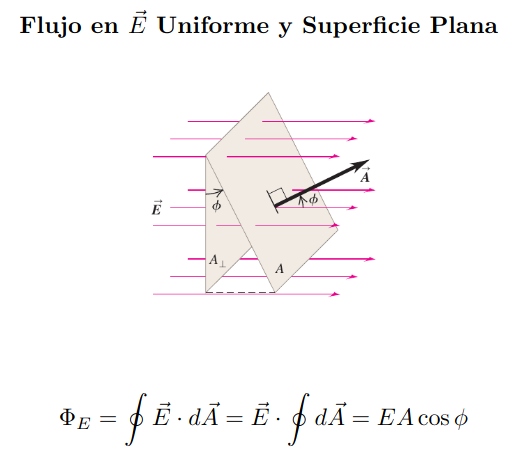 Flujo en $\vec{E}$ Uniforme y Superficie Plana
$\vec{A}$
$\phi$
$\vec{E}$
$\phi$
$A_{\perp}$
$A$
$\Phi_E = \oint \vec{E} \cdot d\vec{A} = \vec{E} \cdot \oint d\vec{A} = EA\cos\phi$